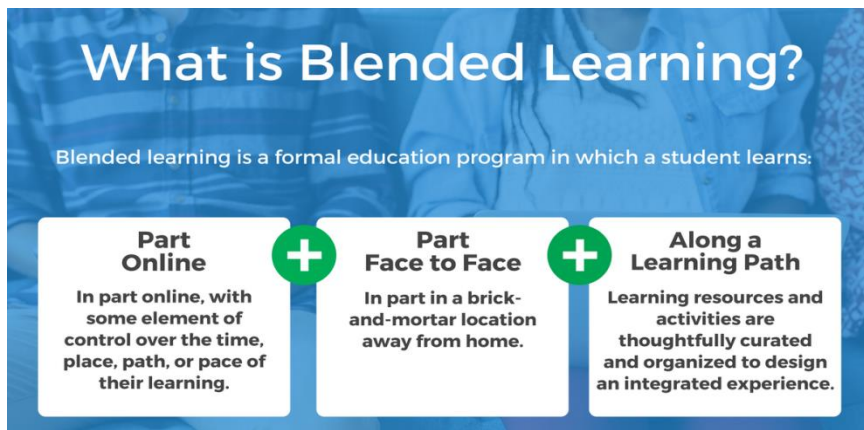 What is Blended Learning?
Blended learning is a formal education program in which a student learns:
Part
Online
In part online, with
some element of
control over the time,
place, path, or pace of
their learning.
+
Part
Face to Face
In part in a brick-
and-mortar location
away from home.
+
Along a
Learning Path
Learning resources and
activities are
thoughtfully curated
and organized to design
an integrated experience.